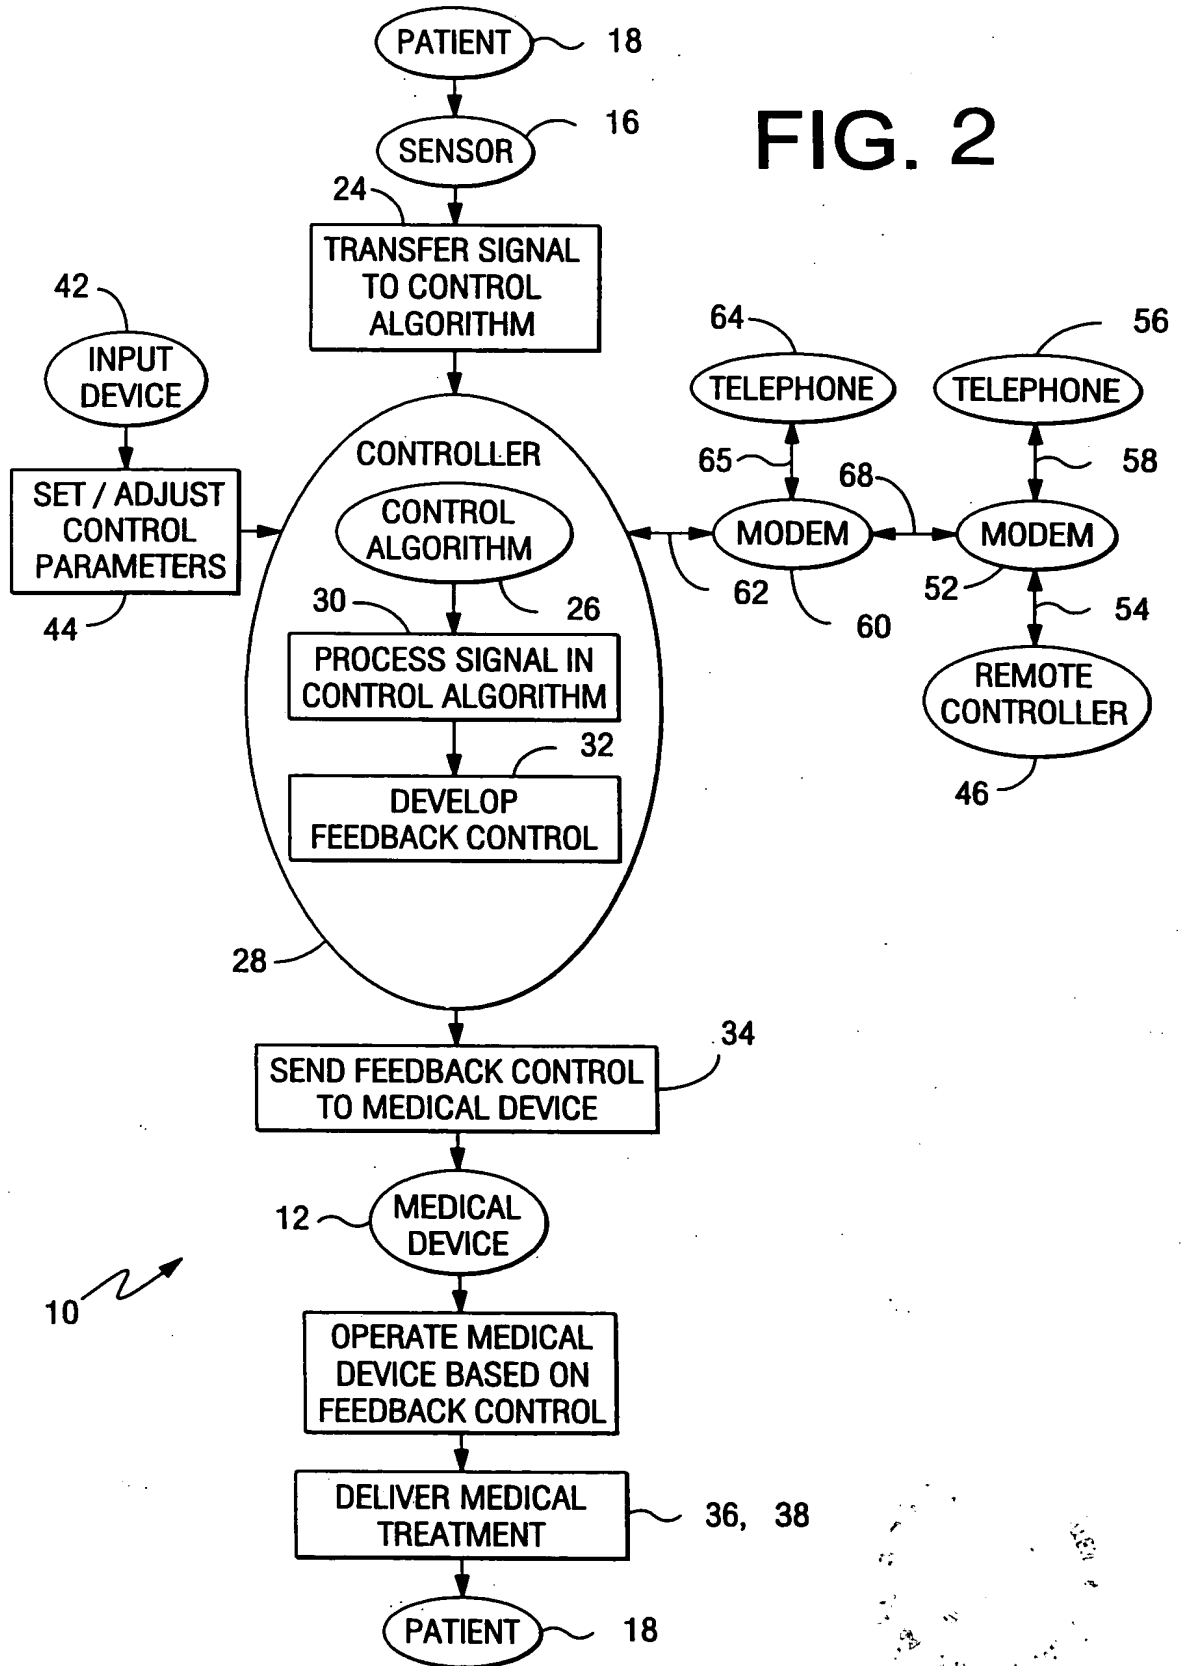 PATIENT
18
FIG. 2
SENSOR
16
24
TRANSFER SIGNAL
TO CONTROL
ALGORITHM
42
INPUT
DEVICE
64
TELEPHONE
56
TELEPHONE
CONTROLLER
65
58
SET / ADJUST
CONTROL
PARAMETERS
44
CONTROL
ALGORITHM
26
62
MODEM
60
68
MODEM
52
54
30
PROCESS SIGNAL IN
CONTROL ALGORITHM
REMOTE
CONTROLLER
46
32
DEVELOP
FEEDBACK CONTROL
28
34
SEND FEEDBACK CONTROL
TO MEDICAL DEVICE
12
MEDICAL
DEVICE
10
OPERATE MEDICAL
DEVICE BASED ON
FEEDBACK CONTROL
DELIVER MEDICAL
TREATMENT
36, 38
PATIENT
18